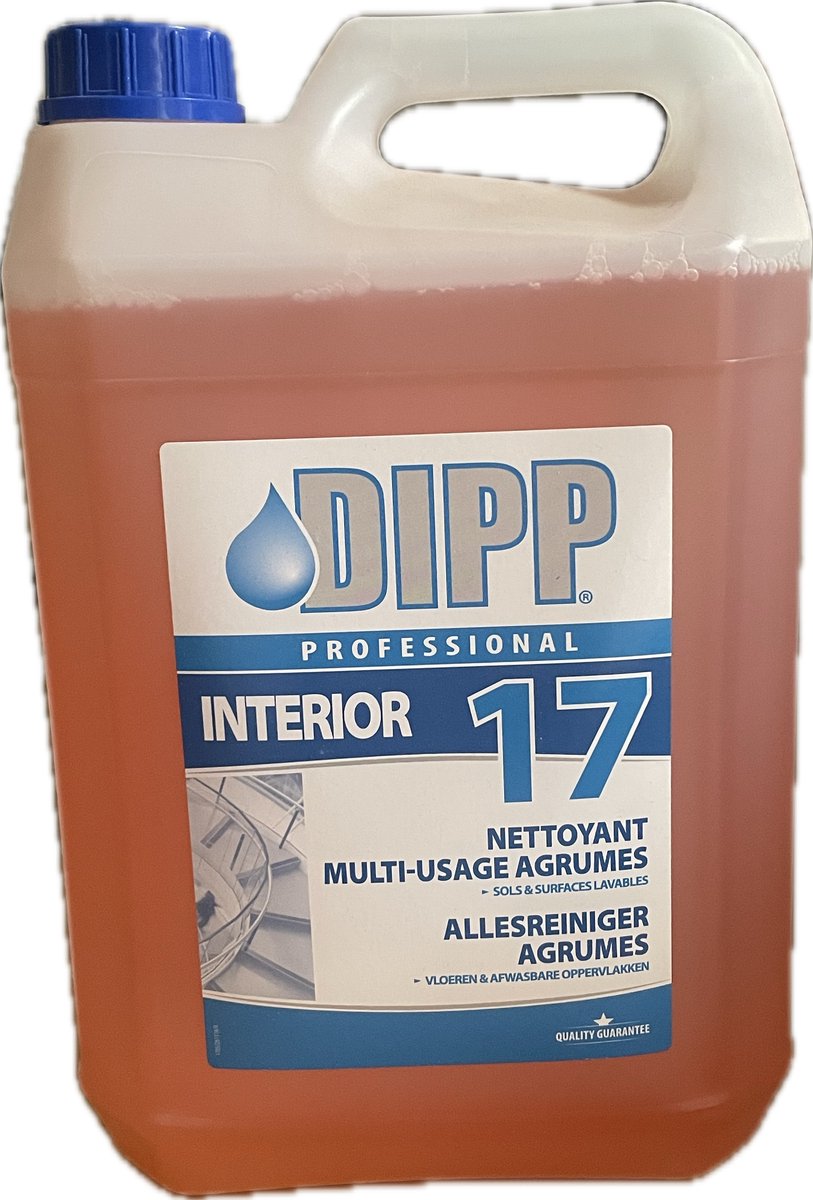 DIPP®
PROFESSIONAL
INTERIOR 17
NETTOYANT
MULTI-USAGE AGRUMES
► SOLS & SURFACES LAVABLES
ALLESREINIGER
AGRUMES
► VLOEREN & AFWASBARE OPPERVLAKKEN
QUALITY GUARANTEE